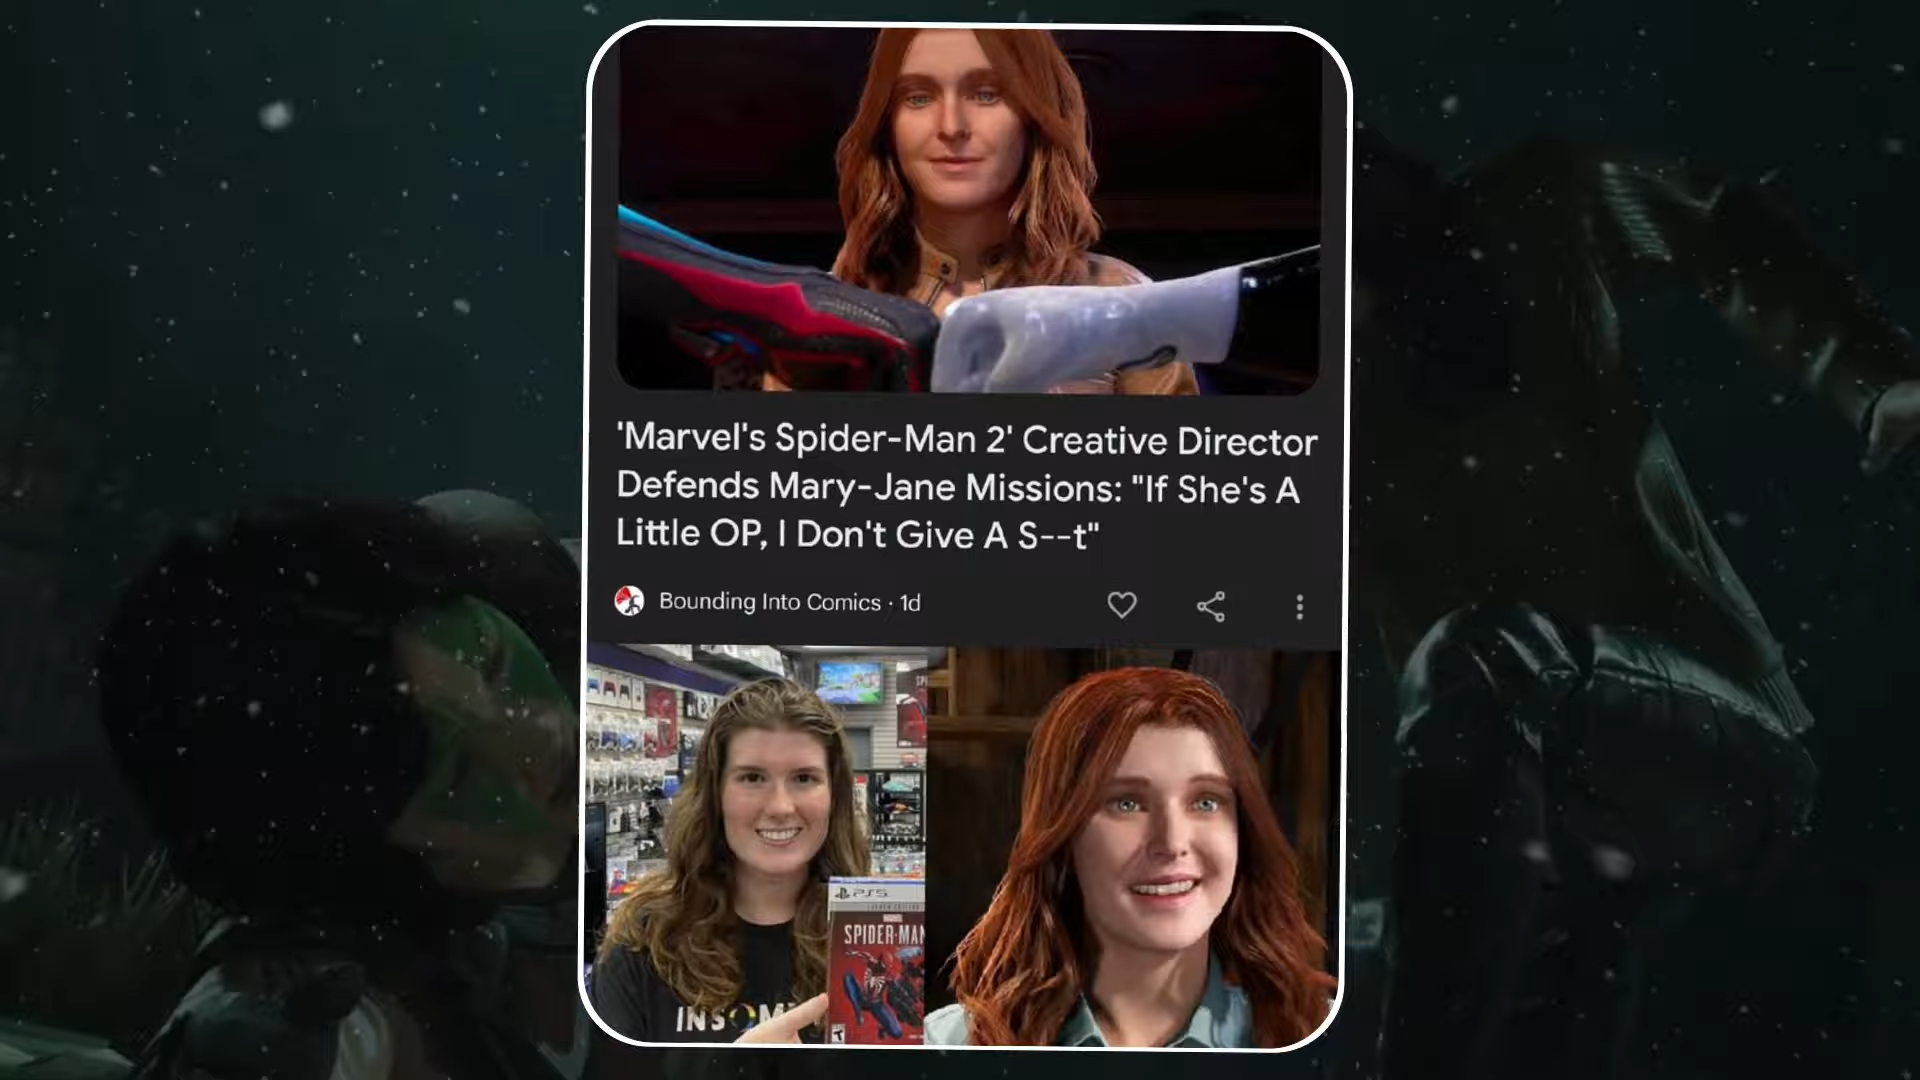 'Marvel's Spider-Man 2' Creative Director
Defends Mary-Jane Missions: "If She's A
Little OP, I Don't Give A S--t"
Bounding Into Comics · 1d
PS5
MARVEL
SPIDER-MAN
INSOM